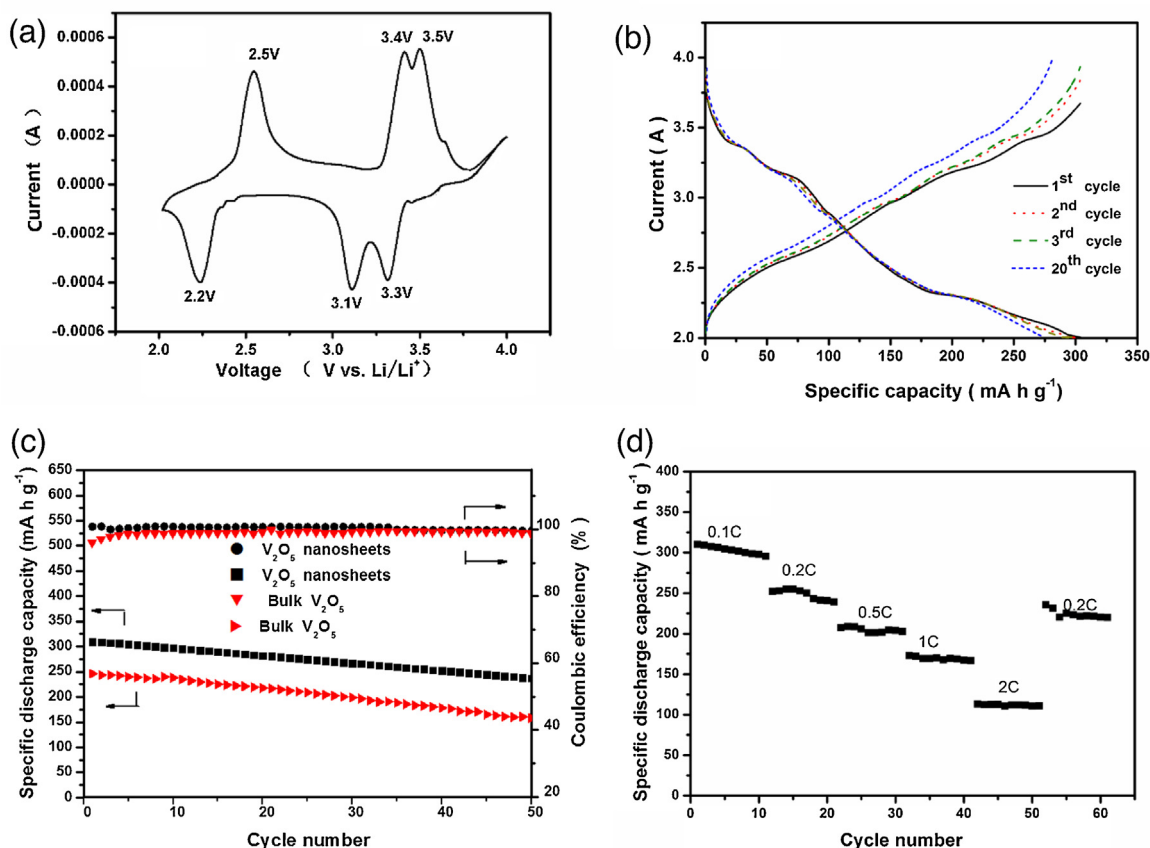 (a)
0.0006
0.0004
0.0002
0.0000
-0.0002
-0.0004
-0.0006
Current (A)
2.5V
3.4V
3.5V
2.2V
3.1V
3.3V
2.0
2.5
3.0
3.5
4.0
Voltage ( V vs. Li/Li⁺)
(b)
4.0
3.5
3.0
2.5
2.0
Current ( A )
1st cycle
2nd cycle
3rd cycle
20th cycle
0
50
100
150
200
250
300
350
Specific capacity ( mA h g⁻¹)
(c)
650
600
550
500
450
400
350
300
250
200
150
100
50
0
Specific discharge capacity (mA h g⁻¹)
V₂O₅ nanosheets
V₂O₅ nanosheets
Bulk V₂O₅
Bulk V₂O₅
100
80
60
40
20
Coulombic efficiency (%)
0
10
20
30
40
50
Cycle number
(d)
400
350
300
250
200
150
100
50
0
Specific discharge capacity ( mA h g⁻¹)
0.1C
0.2C
0.5C
1C
2C
0.2C
0
10
20
30
40
50
60
Cycle number